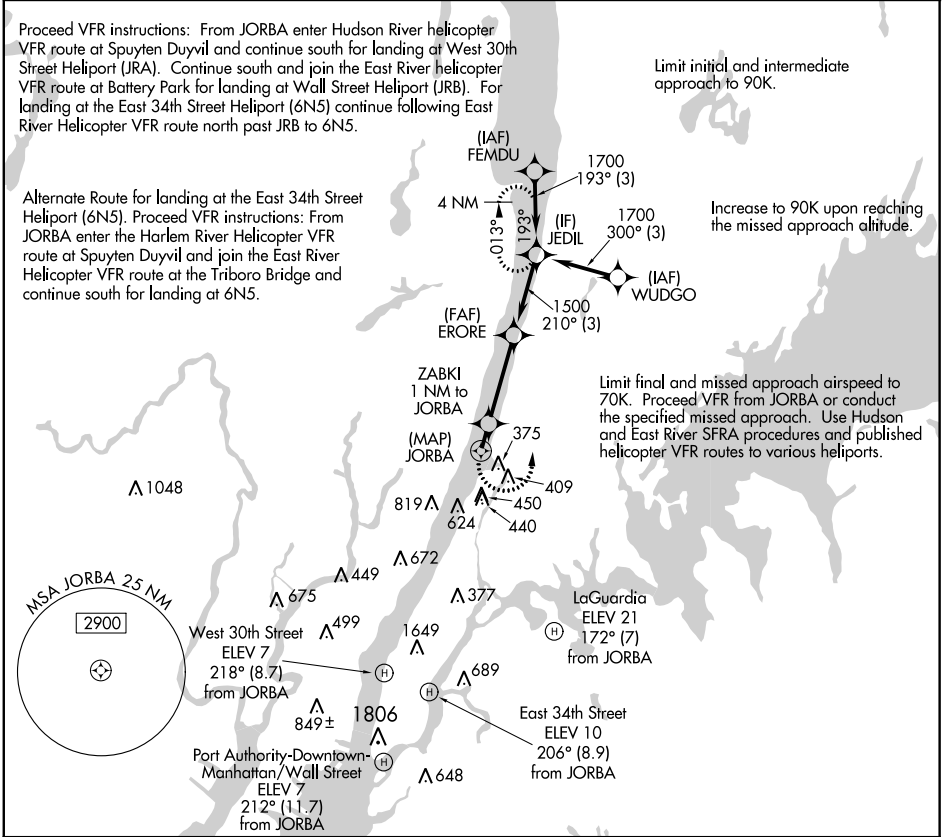 Proceed VFR instructions: From JORBA enter Hudson River helicopter
VFR route at Spuyten Duyvil and continue south for landing at West 30th
Street Heliport (JRA). Continue south and join the East River helicopter
VFR route at Battery Park for landing at Wall Street Heliport (JRB). For
landing at the East 34th Street Heliport (6N5) continue following East
River Helicopter VFR route north past JRB to 6N5.
Limit initial and intermediate
approach to 90K.
Alternate Route for landing at the East 34th Street
Heliport (6N5). Proceed VFR instructions: From
JORBA enter the Harlem River Helicopter VFR
route at Spuyten Duyvil and join the East River
Helicopter VFR route at the Triboro Bridge and
continue south for landing at 6N5.
(IAF)
FEMDU
1700
193° (3)
4 NM
013°
193°
(IF)
JEDIL
1700
300° (3)
Increase to 90K upon reaching
the missed approach altitude.
(IAF)
WUDGO
1500
210° (3)
(FAF)
ERORE
ZABKI
1 NM to
JORBA
(MAP)
JORBA
Limit final and missed approach airspeed to
70K. Proceed VFR from JORBA or conduct
the specified missed approach. Use Hudson
and East River SFRA procedures and published
helicopter VFR routes to various heliports.
375
409
1048
819
624
450
440
672
449
675
377
499
1649
689
MSA JORBA 25 NM
2900
West 30th Street
ELEV 7
218° (8.7)
from JORBA
LaGuardia
ELEV 21
172° (7)
from JORBA
H
H
H
849±
1806
East 34th Street
ELEV 10
206° (8.9)
from JORBA
Port Authority-Downtown-
Manhattan/Wall Street
ELEV 7
212° (11.7)
from JORBA
H
648